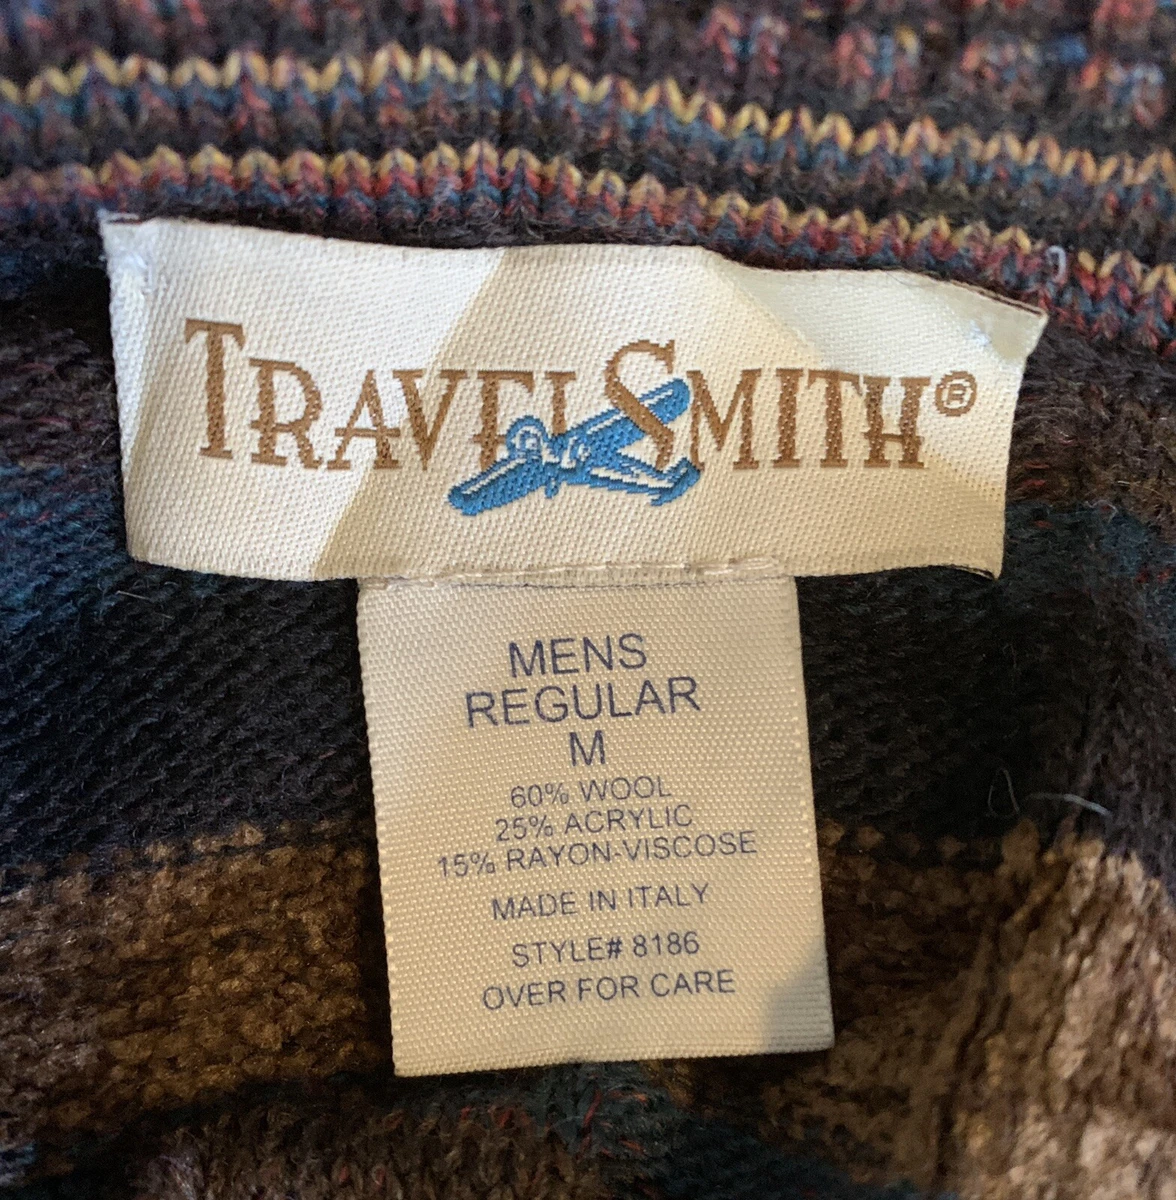 TRAVELSMITH®
MENS
REGULAR
M
60% WOOL
25% ACRYLIC
15% RAYON-VISCOSE
MADE IN ITALY
STYLE# 8186
OVER FOR CARE